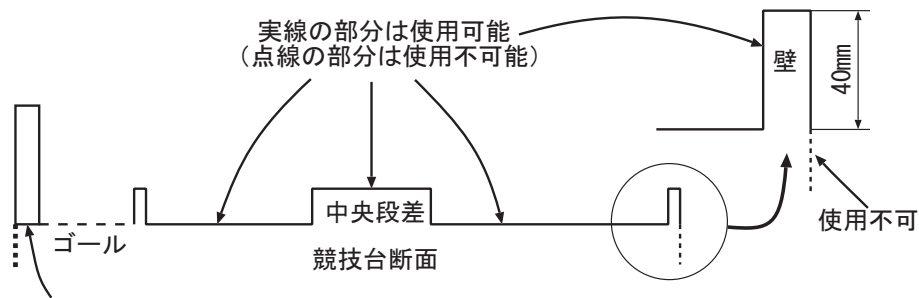 実線の部分は使用可能
（点線の部分は使用不可能）
壁
40mm
中央段差
ゴール
競技台断面
使用不可